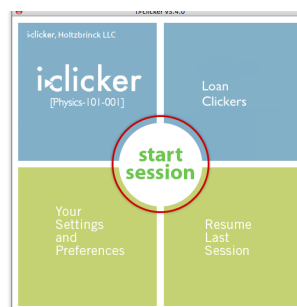 i>clicker v5.4.0
i>clicker, Holtzbrinck LLC
i>clicker
[Physics-101-001]
Loan
Clickers
start
session
Your
Settings
and
Preferences
Resume
Last
Session